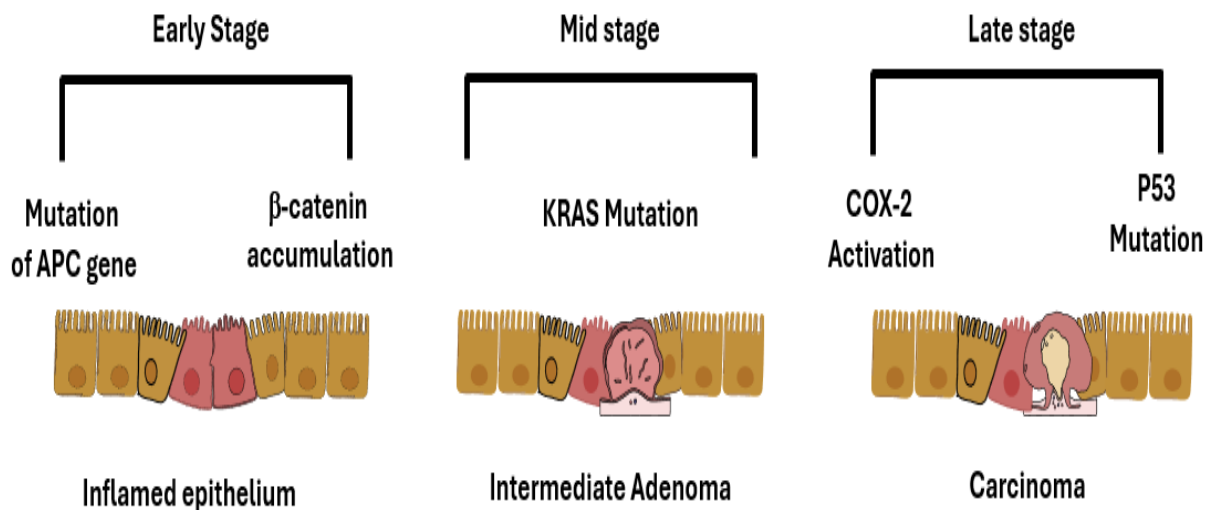 Early Stage
Mid stage
Late stage
Mutation
of APC gene
β-catenin
accumulation
KRAS Mutation
COX-2
Activation
P53
Mutation
Inflamed epithelium
Intermediate Adenoma
Carcinoma